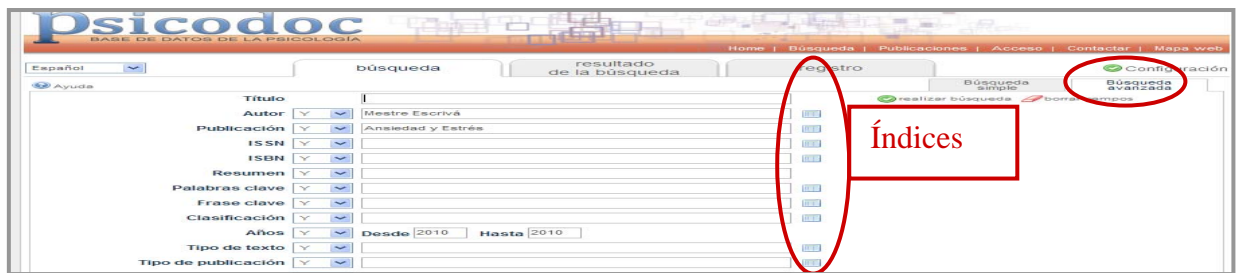 Psicodoc
BASE DE DATOS DE LA PSICOLOGÍA
Home | Búsqueda | Publicaciones | Acceso | Contactar | Mapa web
Español búsqueda resultado de la búsqueda registro Configuración
Ayuda Búsqueda simple Búsqueda avanzada
Título realizar búsqueda borrar campos
Autor Y Mestre Escrivá
Publicación Y Ansiedad y Estrés
Índices
ISSN Y
ISBN Y
Resumen Y
Palabras clave Y
Frase clave Y
Clasificación Y
Años Y Desde 2010 Hasta 2010
Tipo de texto Y
Tipo de publicación Y